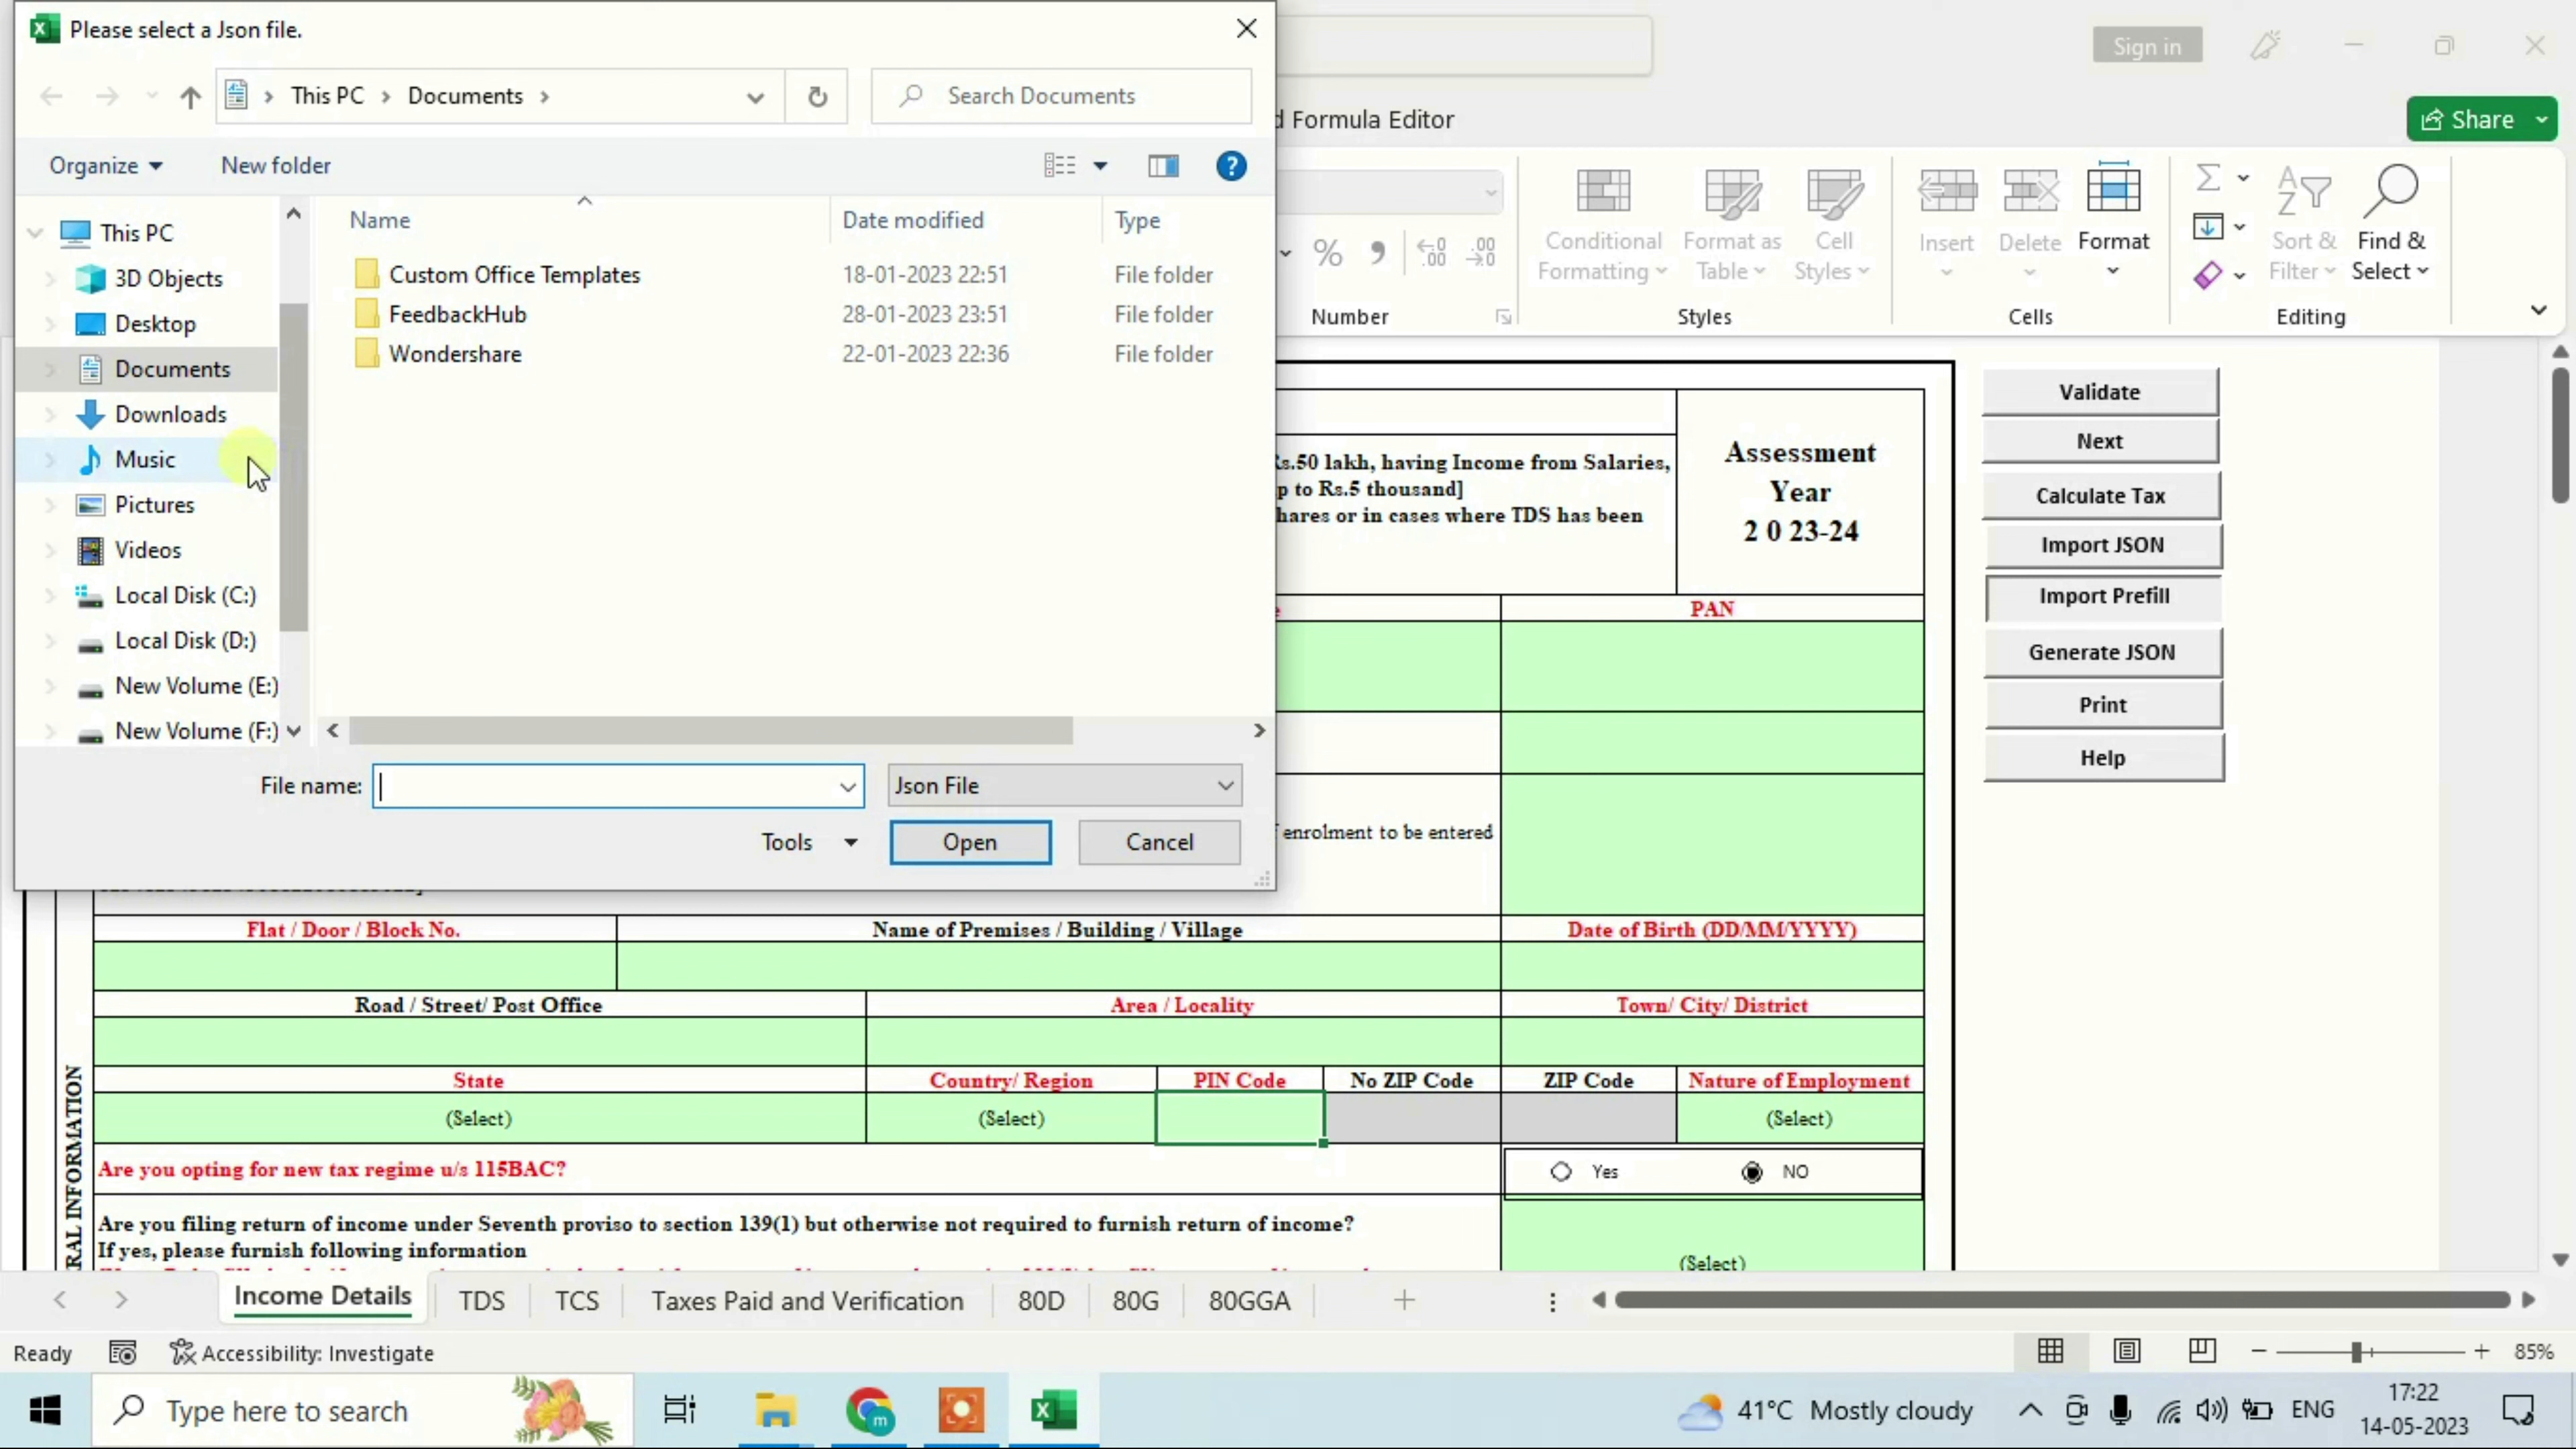 Please select a Json file.
Sign in
This PC
Documents
Search Documents
d Formula Editor
Share
Organize
New folder
Name
Date modified
Type
This PC
3D Objects
Desktop
Documents
Downloads
Music
Pictures
Videos
Local Disk (C:)
Local Disk (D:)
New Volume (E:)
New Volume (F:)
Custom Office Templates 18-01-2023 22:51 File folder
FeedbackHub 28-01-2023 23:51 File folder
Wondershare 22-01-2023 22:36 File folder
File name:
Json File
Tools
Open
Cancel
Conditional Formatting
Format as Table
Cell Styles
Insert
Delete
Format
Sort & Filter
Find & Select
Number
Styles
Cells
Editing
Rs.50 lakh, having Income from Salaries,
p to Rs.5 thousand]
hares or in cases where TDS has been
Assessment
Year
2 0 23-24
PAN
enrolment to be entered
Validate
Next
Calculate Tax
Import JSON
Import Prefill
Generate JSON
Print
Help
Flat / Door / Block No.
Name of Premises / Building / Village
Date of Birth (DD/MM/YYYY)
Road / Street/ Post Office
Area / Locality
Town/ City/ District
State
Country/ Region
PIN Code
No ZIP Code
ZIP Code
Nature of Employment
(Select)
(Select)
(Select)
RAL INFORMATION
Are you opting for new tax regime u/s 115BAC?
Yes
NO
Are you filing return of income under Seventh proviso to section 139(1) but otherwise not required to furnish return of income?
If yes, please furnish following information
(Select)
Income Details
TDS
TCS
Taxes Paid and Verification
80D
80G
80GGA
Ready
Accessibility: Investigate
85%
Type here to search
41°C Mostly cloudy
ENG
17:22
14-05-2023